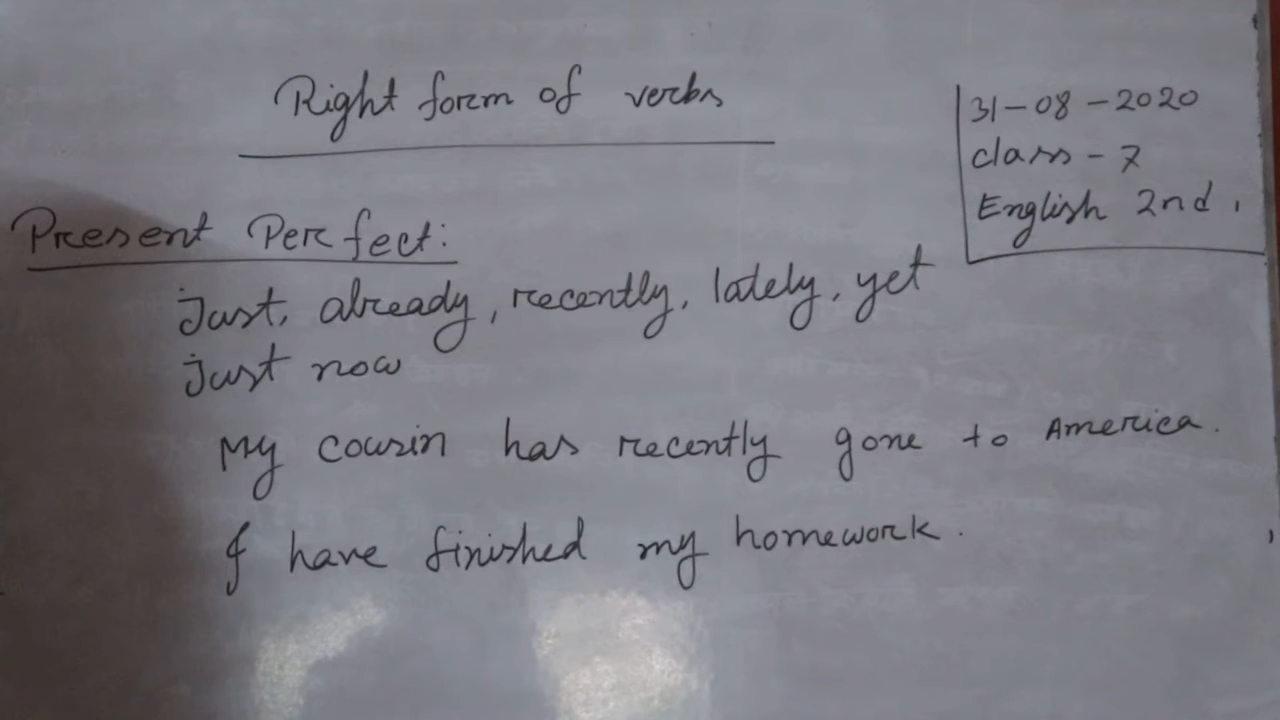 Right form of verbs
31-08-2020
class-7
English 2nd.
Present Perfect:
Just, already, recently, lately, yet
Just now
My cousin has recently gone to America.
I have finished my homework.